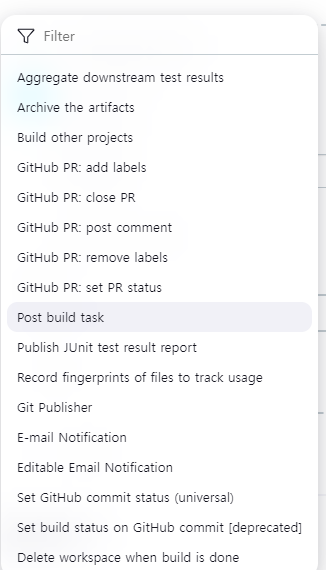 Filter
Aggregate downstream test results
Archive the artifacts
Build other projects
GitHub PR: add labels
GitHub PR: close PR
GitHub PR: post comment
GitHub PR: remove labels
GitHub PR: set PR status
Post build task
Publish JUnit test result report
Record fingerprints of files to track usage
Git Publisher
E-mail Notification
Editable Email Notification
Set GitHub commit status (universal)
Set build status on GitHub commit [deprecated]
Delete workspace when build is done